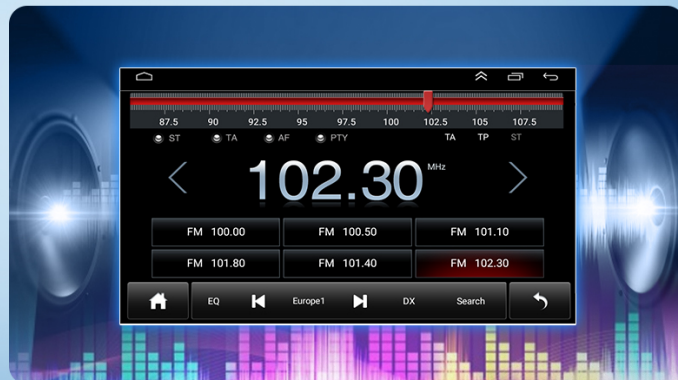 87.5 90 92.5 95 97.5 100 102.5 105 107.5
ST TA AF PTY TA TP ST
102.30 MHz
FM 100.00 FM 100.50 FM 101.10
FM 101.80 FM 101.40 FM 102.30
EQ Europe1 DX Search